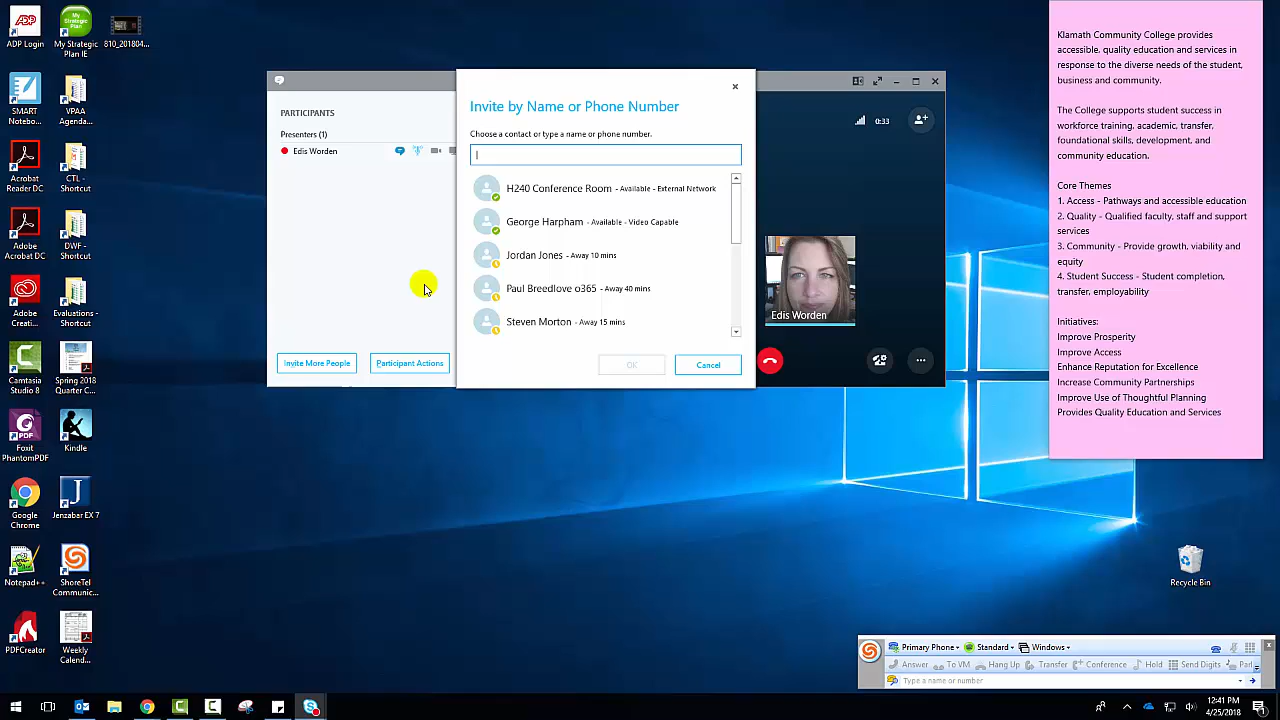 ADP Login
My Strategic Plan
My Strategic
Plan IE
810_201804...
SMART
Notebo...
VPAA
Agenda...
Acrobat
Reader DC
CTL -
Shortcut
Adobe
Acrobat DC
DWF -
Shortcut
Adobe
Creati...
Evaluations -
Shortcut
Camtasia
Studio 8
Spring 2018
Quarter C...
Foxit
PhantomPDF
Kindle
Google
Chrome
Jenzabar EX 7
Notepad++
ShoreTel
Communic...
PDFCreator
Weekly
Calend...
PARTICIPANTS
Presenters (1)
Edis Worden
Invite More People
Participant Actions
Invite by Name or Phone Number
Choose a contact or type a name or phone number.
H240 Conference Room - Available - External Network
George Harpham - Available - Video Capable
Jordan Jones - Away 10 mins
Paul Breedlove o365 - Away 40 mins
Steven Morton - Away 15 mins
OK
Cancel
0:33
Edis Worden
Klamath Community College provides
accessible, quality education and services in
response to the diverse needs of the student,
business and community.
The College supports student success in
workforce training, academic, transfer,
foundational skills, development, and
community education.
Core Themes
1. Access - Pathways and accessible education
2. Quality - Qualified faculty, staff and support
services
3. Community - Provide growth, viability and
equity
4. Student Success - Student completion,
transfer, employability
Initiatives:
Improve Prosperity
Improve Access
Enhance Reputation for Excellence
Increase Community Partnerships
Improve Use of Thoughtful Planning
Provides Quality Education and Services
Recycle Bin
Primary Phone
Standard
Windows
Answer
To VM
Hang Up
Transfer
Conference
Hold
Send Digits
Par
Type a name or number
12:41 PM
4/25/2018